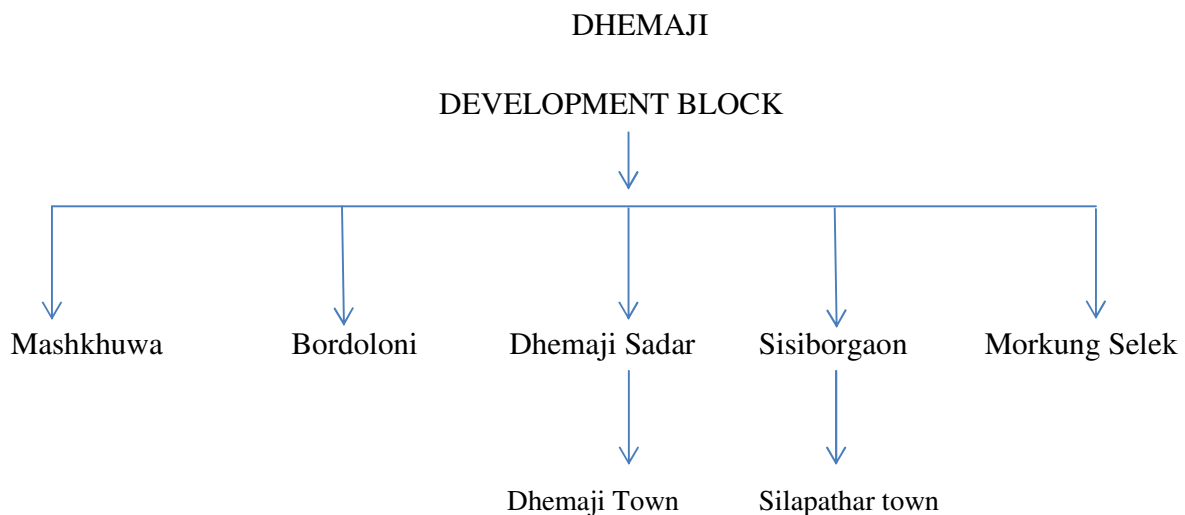 DHEMAJI
DEVELOPMENT BLOCK
Mashkhuwa Bordoloni Dhemaji Sadar Sisiborgaon Morkung Selek
Dhemaji Town Silapathar town